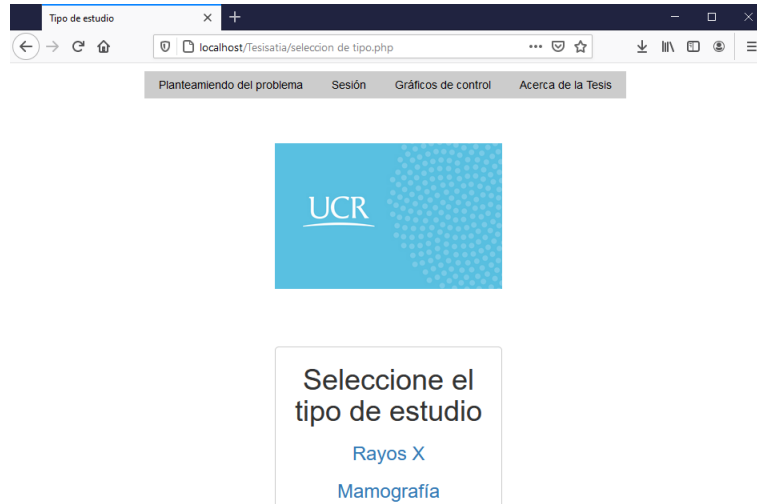 Tipo de estudio
localhost/Tesisatia/seleccion de tipo.php
Planteamiendo del problema Sesión Gráficos de control Acerca de la Tesis
UCR
Seleccione el
tipo de estudio
Rayos X
Mamografía